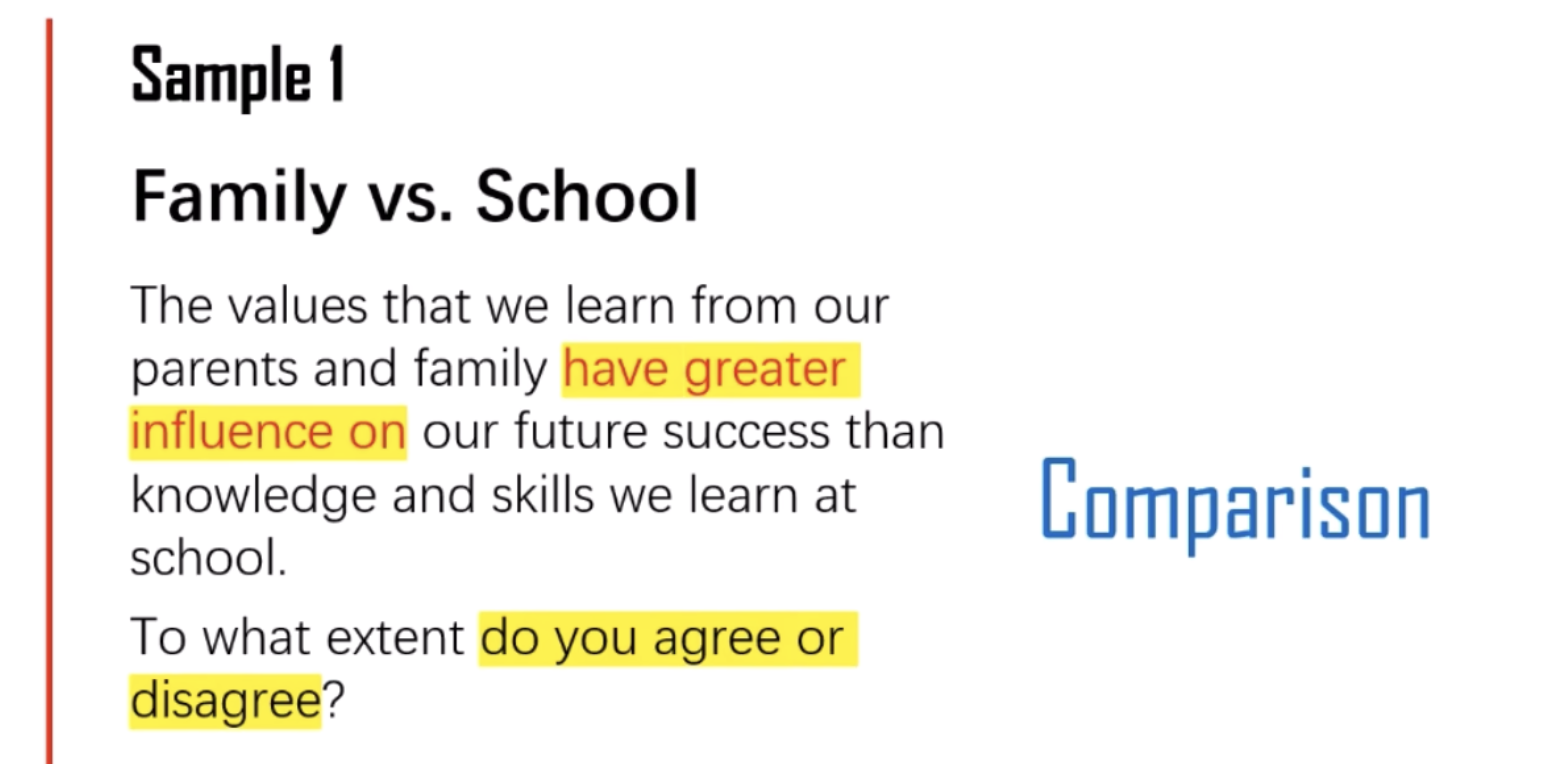 Sample 1
Family vs. School
The values that we learn from our
parents and family have greater
influence on our future success than
knowledge and skills we learn at
school.
To what extent do you agree or
disagree?
Comparison